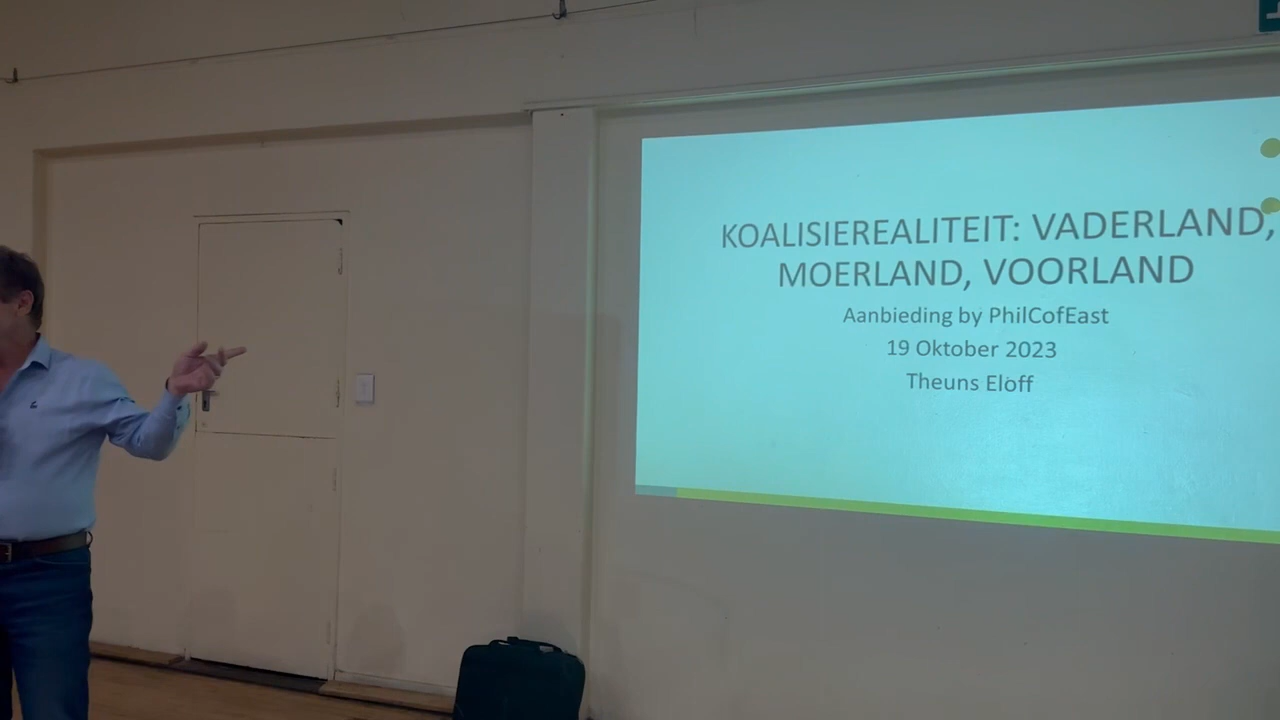 KOALISIEREALITEIT: VADERLAND,
MOERLAND, VOORLAND
Aanbieding by PhilCofEast
19 Oktober 2023
Theuns Eloff